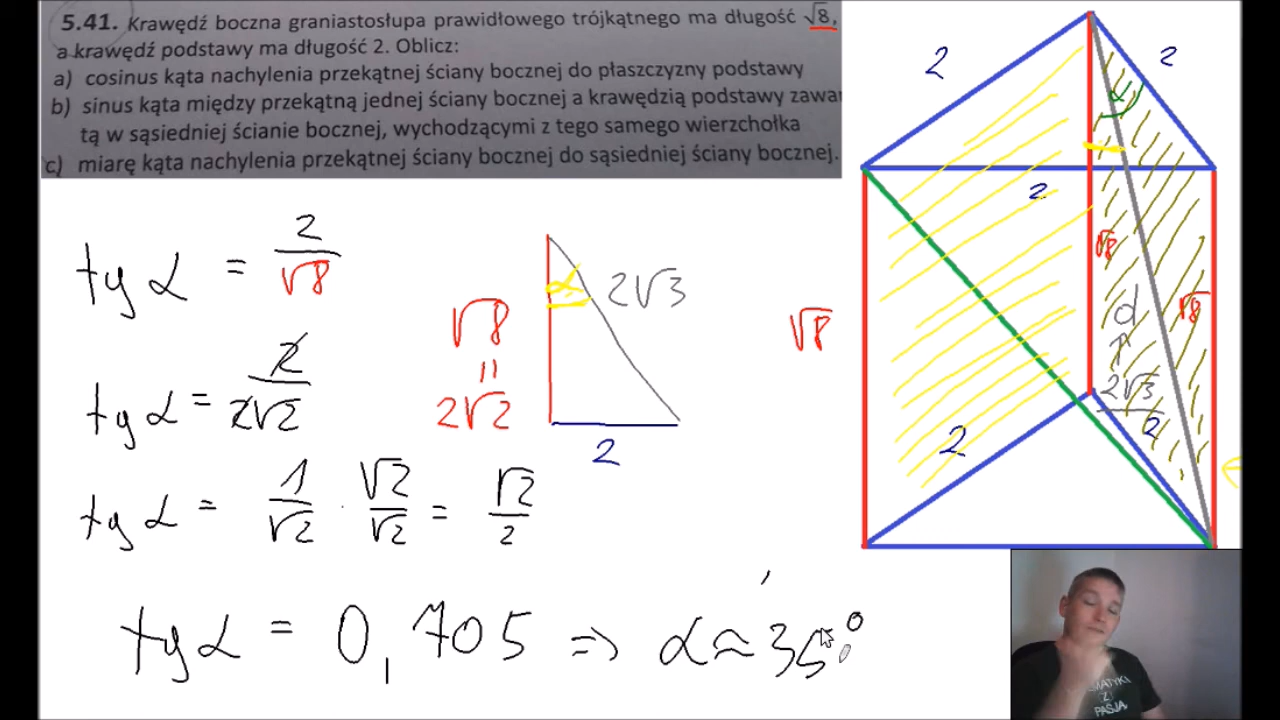 5.41. Krawędź boczna graniastosłupa prawidłowego trójkątnego ma długość √8,
a krawędź podstawy ma długość 2. Oblicz:
a) cosinus kąta nachylenia przekątnej ściany bocznej do płaszczyzny podstawy
b) sinus kąta między przekątną jednej ściany bocznej a krawędzią podstawy zawar
tą w sąsiedniej ścianie bocznej, wychodzącymi z tego samego wierzchołka
c) miarę kąta nachylenia przekątnej ściany bocznej do sąsiedniej ściany bocznej.
tg α = 2/√8
tg α = 2/2√2
tg α = 1/√2 · √2/√2 = √2/2
tg α = 0,705 => α ≈ 35°
α
2√3
√8
=
2√2
2
2
2
α
2
√8
√8
√8
d
↑
2√3
2
2
MATYKI
Z
PASJA